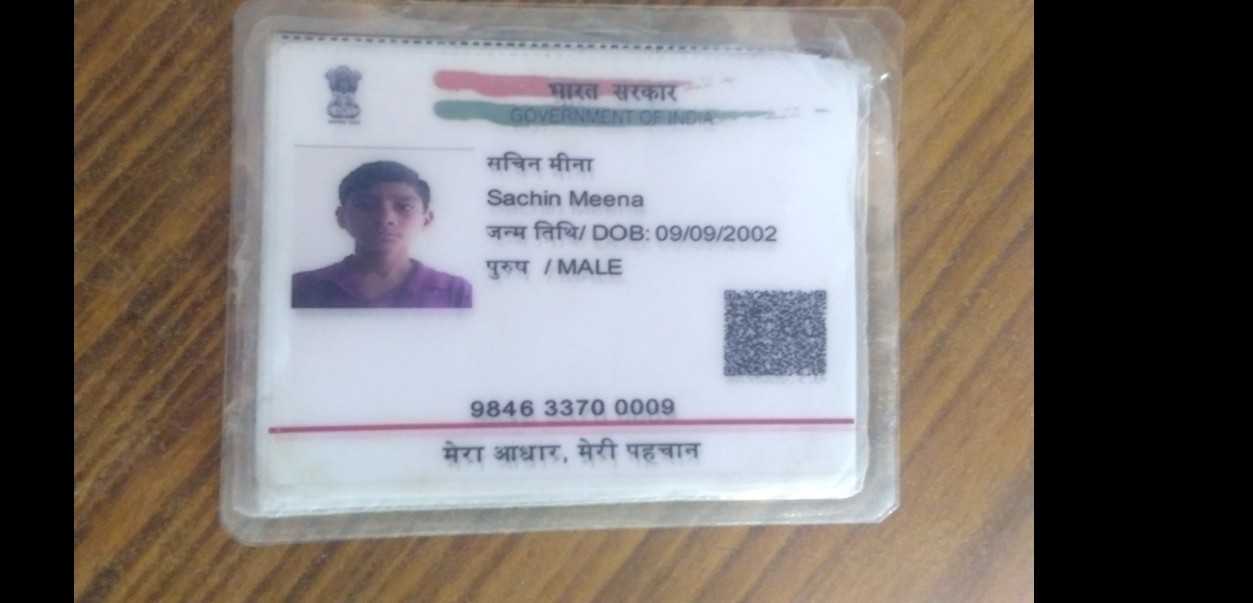 भारत सरकार
GOVERNMENT OF INDIA
सचिन मीना
Sachin Meena
जन्म तिथि/ DOB: 09/09/2002
पुरुष / MALE
9846 3370 0009
मेरा आधार, मेरी पहचान